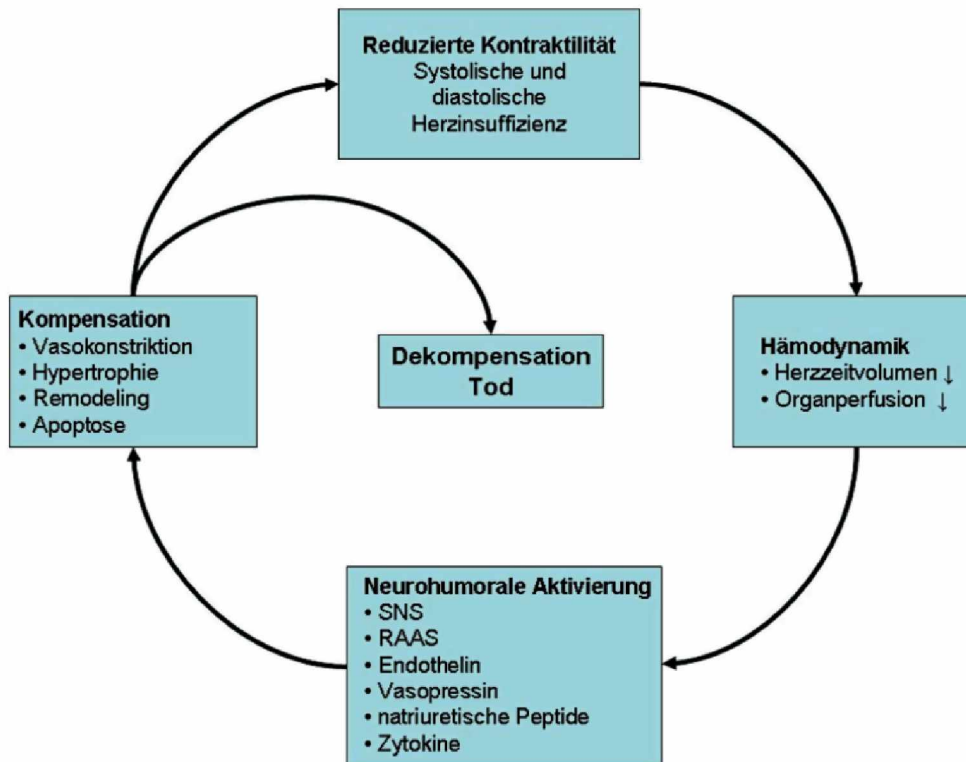 Reduzierte Kontraktilität
Systolische und
diastolische
Herzinsuffizienz
Kompensation
• Vasokonstriktion
• Hypertrophie
• Remodeling
• Apoptose
Dekompensation
Tod
Hämodynamik
• Herzzeitvolumen ↓
• Organperfusion ↓
Neurohumorale Aktivierung
• SNS
• RAAS
• Endothelin
• Vasopressin
• natriuretische Peptide
• Zytokine